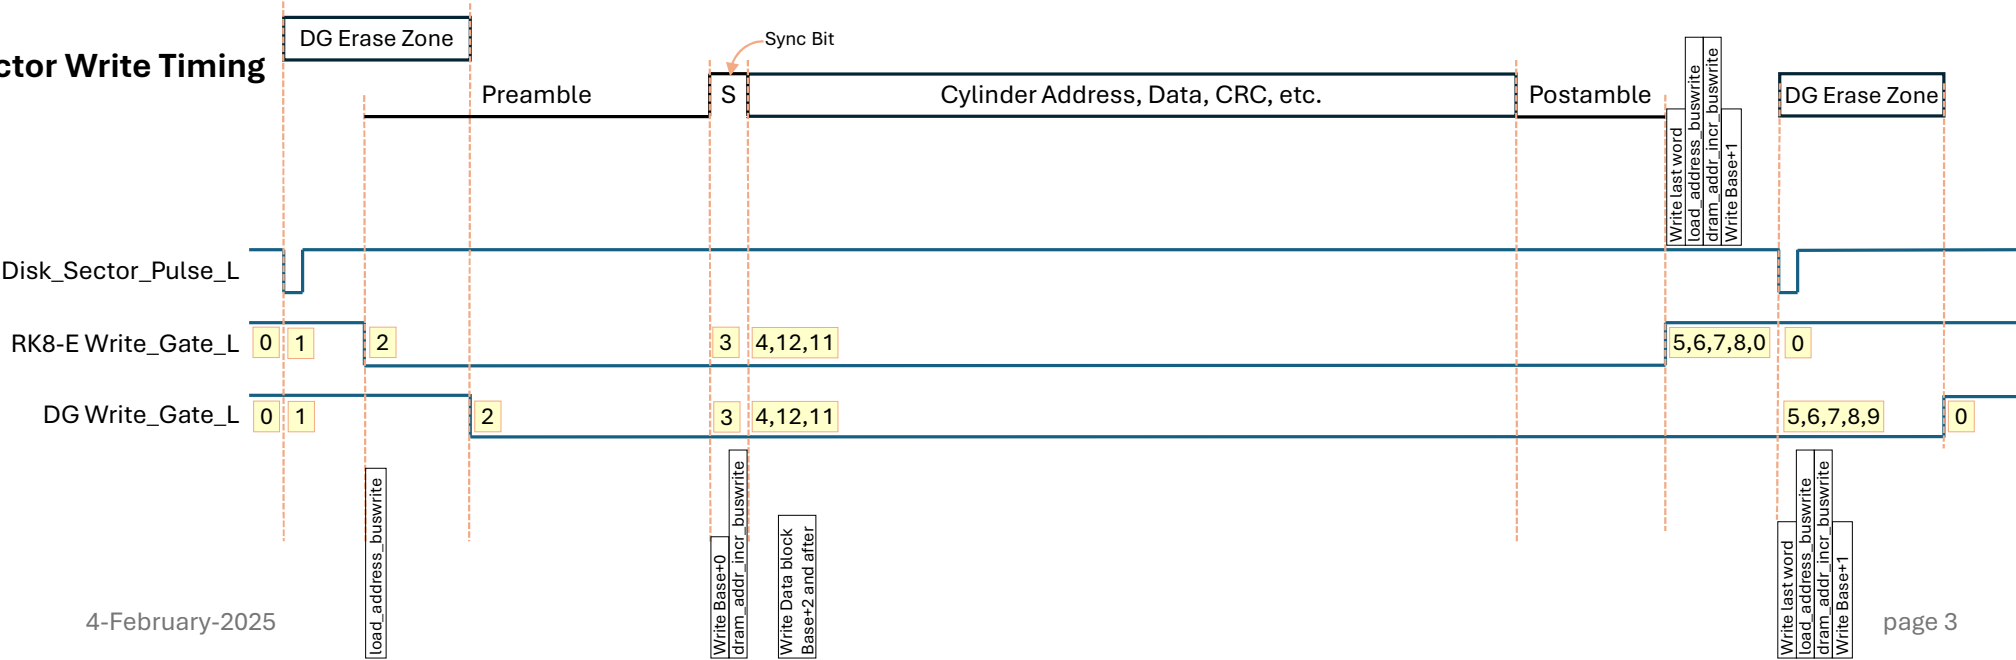 DG Erase Zone
Sync Bit
ctor Write Timing
Preamble
S
Cylinder Address, Data, CRC, etc.
Postamble
DG Erase Zone
Write last word
load_address_buswrite
dram_addr_incr_buswrite
Write Base+1
Disk_Sector_Pulse_L
RK8-E Write_Gate_L
0
1
2
3
4,12,11
5,6,7,8,0
0
DG Write_Gate_L
0
1
2
3
4,12,11
5,6,7,8,9
0
load_address_buswrite
Write Base+0
dram_addr_incr_buswrite
Write Data block
Base+2 and after
Write last word
load_address_buswrite
dram_addr_incr_buswrite
Write Base+1
4-February-2025
page 3